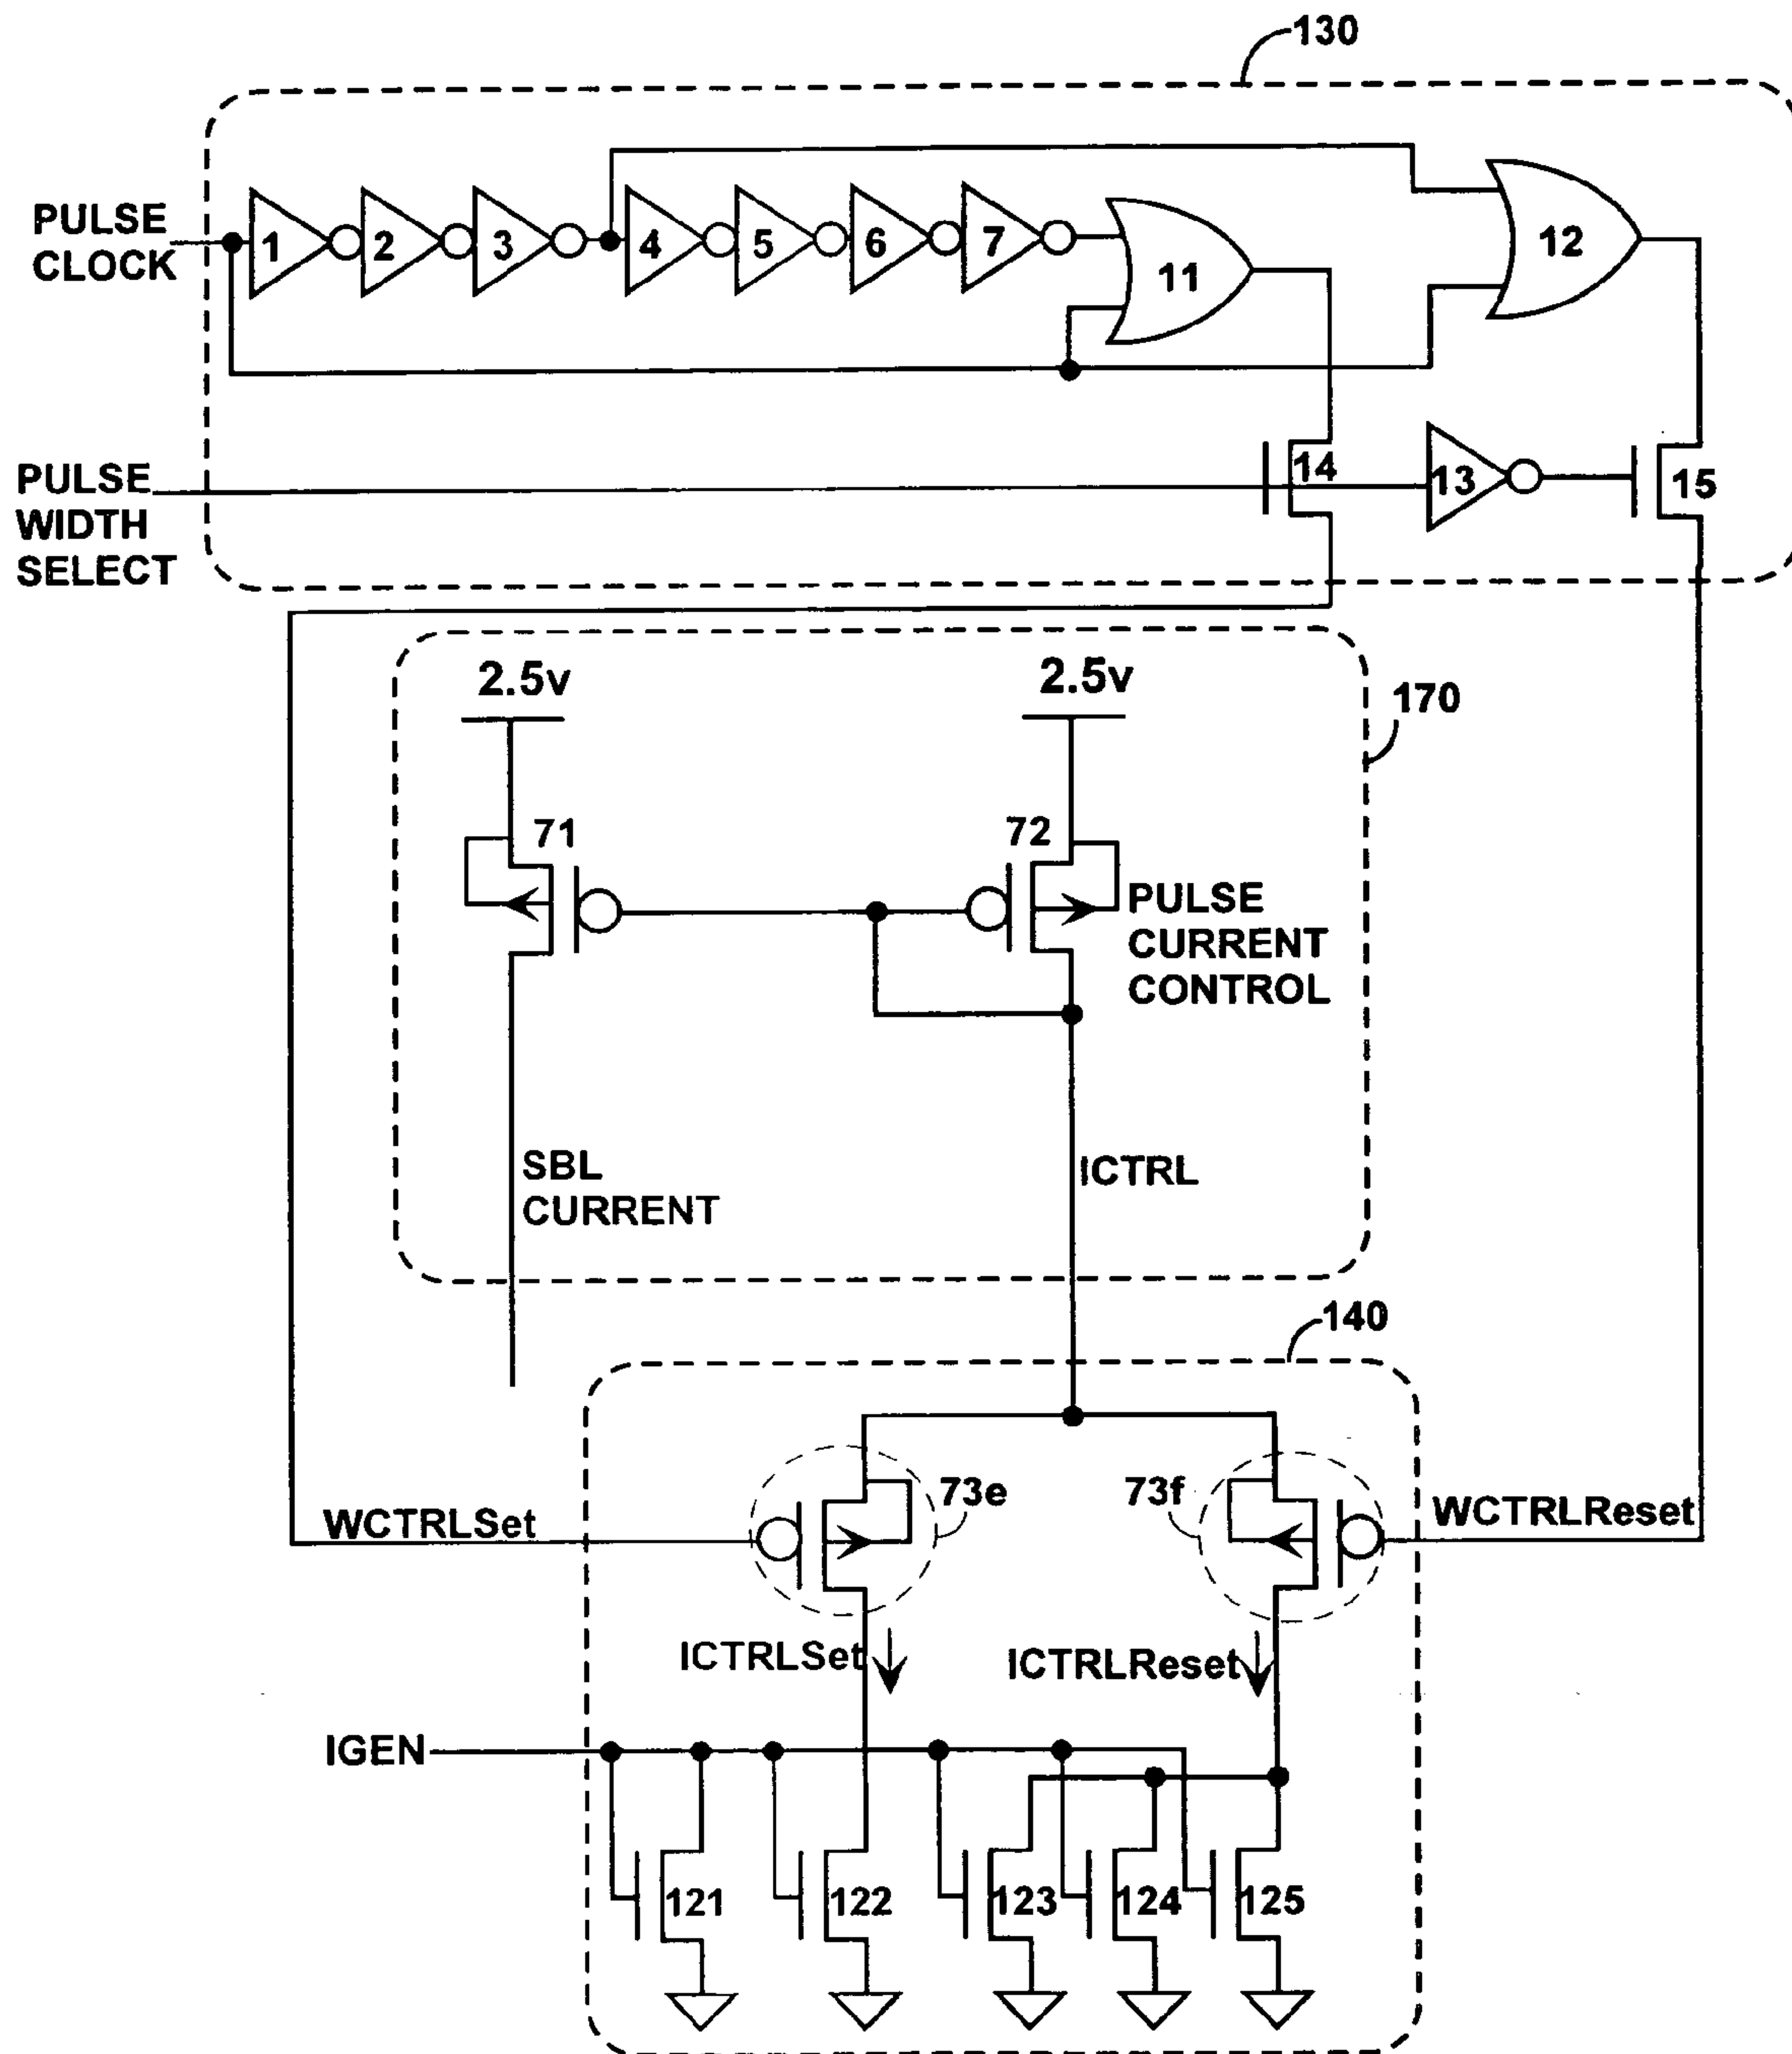 130
PULSE
CLOCK
1
2
3
4
5
6
7
11
12
PULSE
WIDTH
SELECT
14
13
15
2.5v
2.5v
170
71
72
PULSE
CURRENT
CONTROL
SBL
CURRENT
ICTRL
140
73e
73f
WCTRLSet
WCTRLReset
ICTRLSet
ICTRLReset
IGEN
121
122
123
124
125